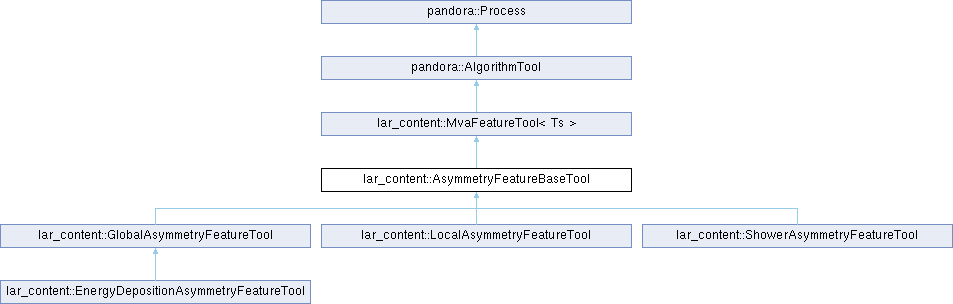 pandora::Process
pandora::AlgorithmTool
lar_content::MvaFeatureTool< Ts >
lar_content::AsymmetryFeatureBaseTool
lar_content::GlobalAsymmetryFeatureTool
lar_content::LocalAsymmetryFeatureTool
lar_content::ShowerAsymmetryFeatureTool
lar_content::EnergyDepositionAsymmetryFeatureTool